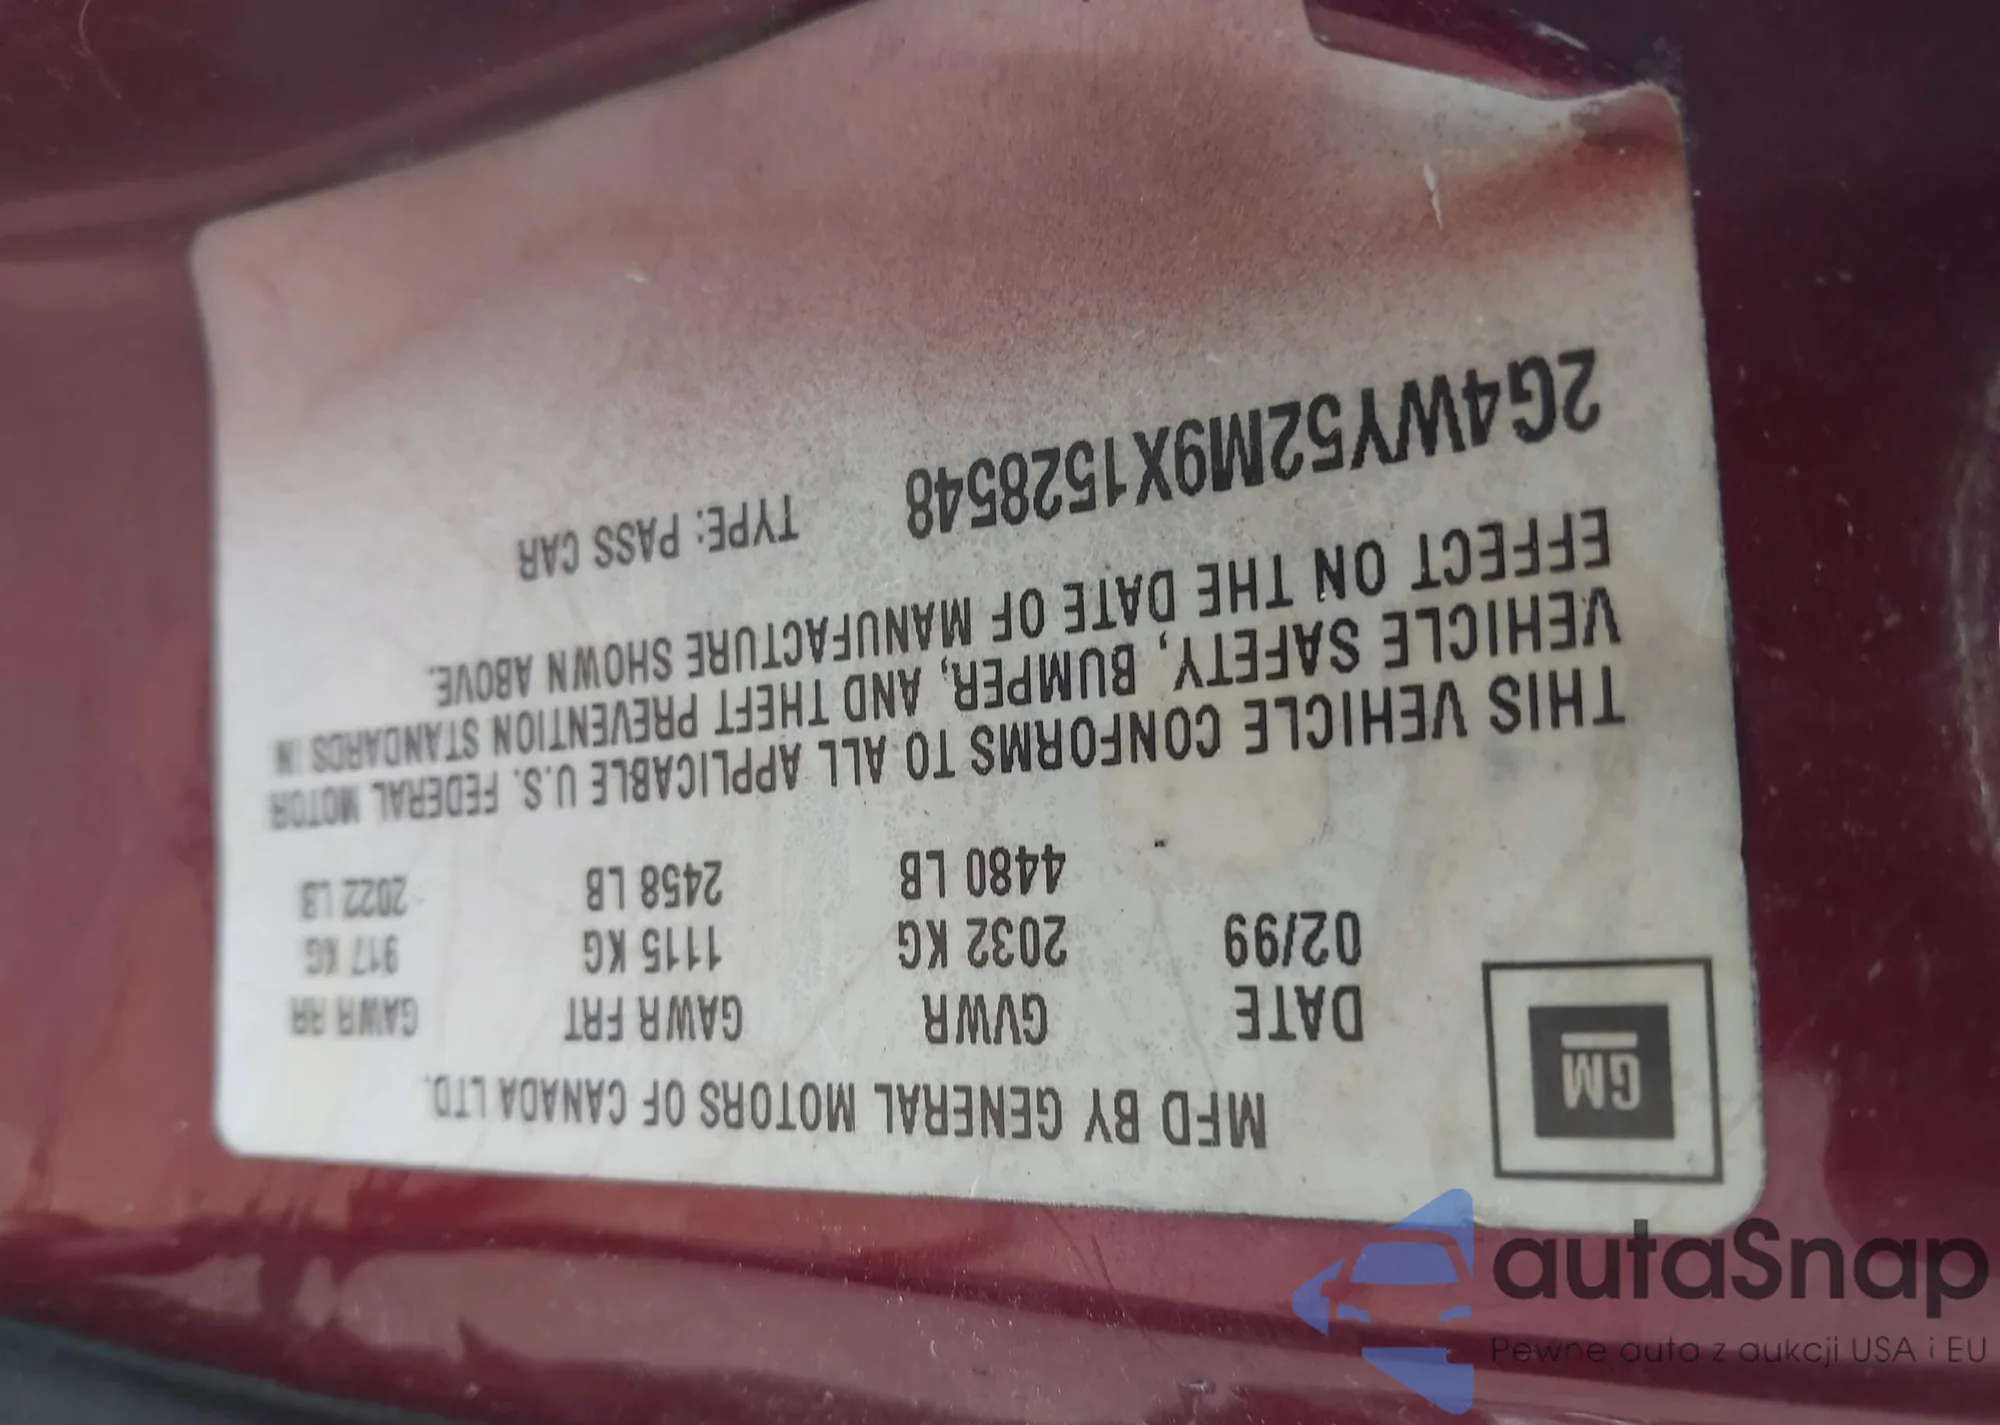 GM
MFD BY GENERAL MOTORS OF CANADA LTD.
DATE GVWR GAWR FRT GAWR RR
02/99 2032 KG 1115 KG 917 KG
4480 LB 2458 LB 2022 LB
THIS VEHICLE CONFORMS TO ALL APPLICABLE U.S. FEDERAL MOTOR
VEHICLE SAFETY, BUMPER, AND THEFT PREVENTION STANDARDS IN
EFFECT ON THE DATE OF MANUFACTURE SHOWN ABOVE.
2G4WY52M9X1528548 TYPE: PASS CAR
autaSnap
Pewne auto z aukcji USA i EU